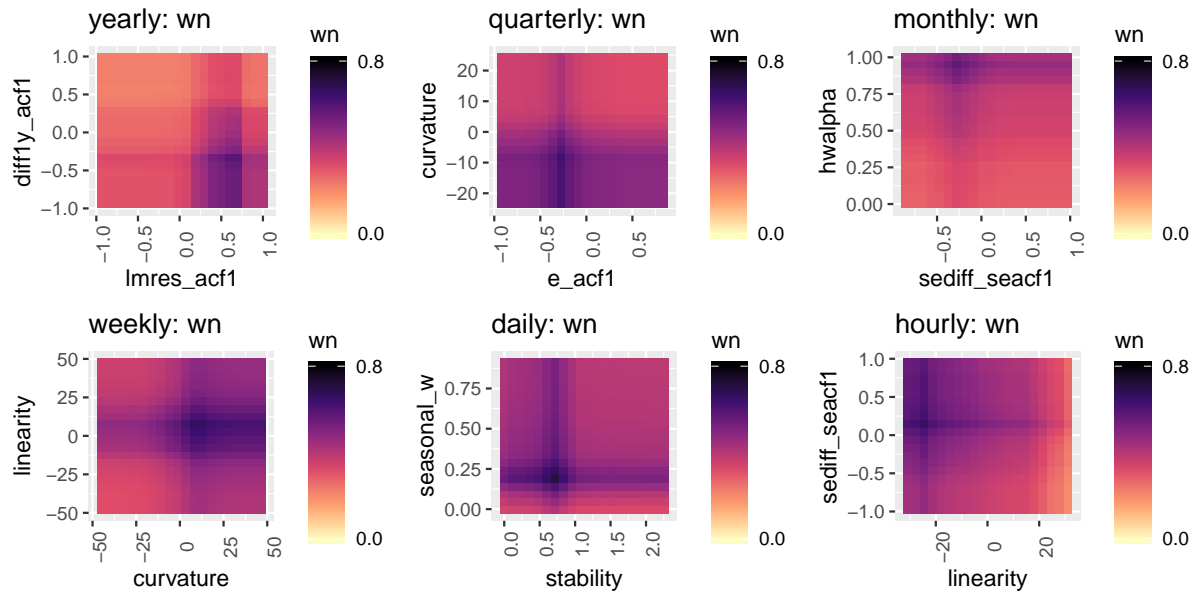 yearly: wn
diff1y_acf1
1.0
0.5
0.0
−0.5
−1.0
−1.0
−0.5
0.0
0.5
1.0
lmres_acf1
wn
0.8
0.0
quarterly: wn
curvature
20
10
0
−10
−20
−1.0
−0.5
0.0
0.5
e_acf1
wn
0.8
0.0
monthly: wn
hwalpha
1.00
0.75
0.50
0.25
0.00
−0.5
0.0
0.5
1.0
sediff_seacf1
wn
0.8
0.0
weekly: wn
linearity
50
25
0
−25
−50
−50
−25
0
25
50
curvature
wn
0.8
0.0
daily: wn
seasonal_w
0.75
0.50
0.25
0.00
0.0
0.5
1.0
1.5
2.0
stability
wn
0.8
0.0
hourly: wn
sediff_seacf1
1.0
0.5
0.0
−0.5
−1.0
−20
0
20
linearity
wn
0.8
0.0